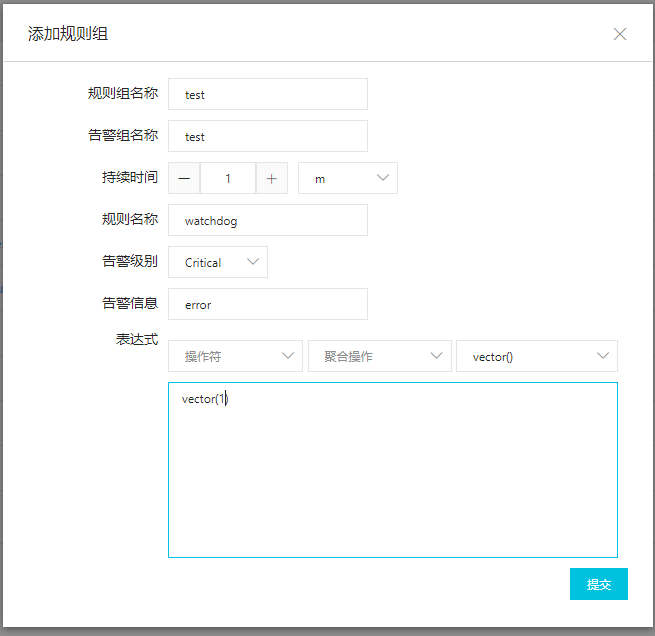 添加规则组
规则组名称 test
告警组名称 test
持续时间 1 m
规则名称 watchdog
告警级别 Critical
告警信息 error
表达式
操作符 聚合操作 vector()
vector(1)
提交